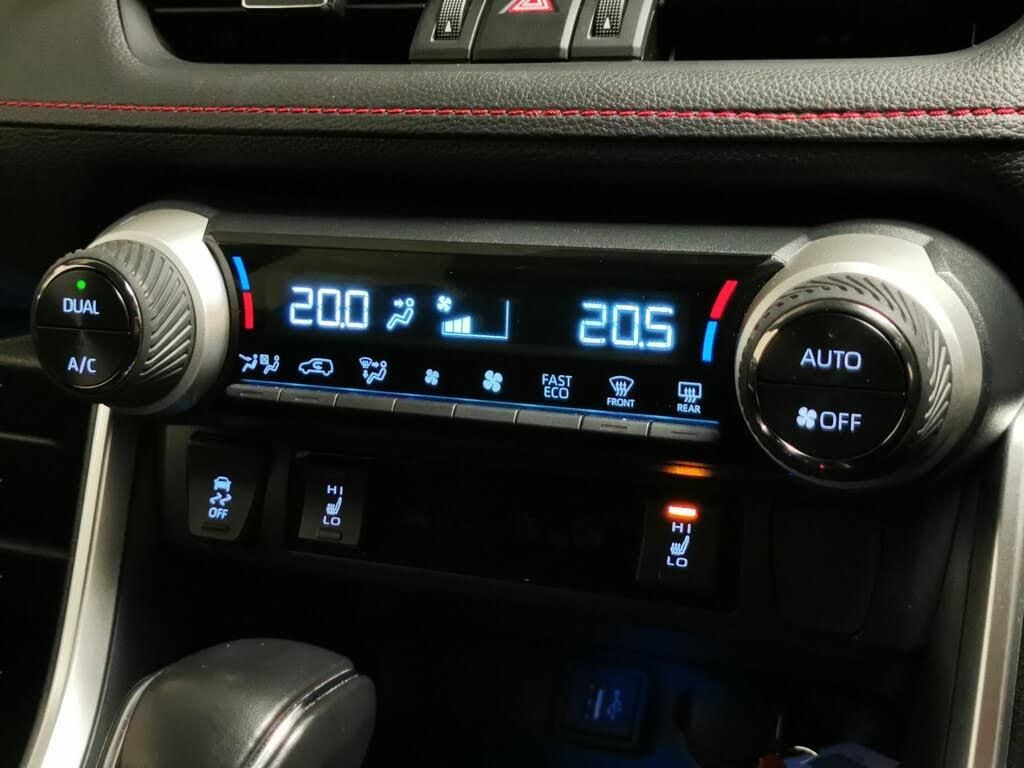 DUAL
A/C
20.0
20.5
FAST
ECO
FRONT
REAR
AUTO
OFF
OFF
HI
LO
HI
LO